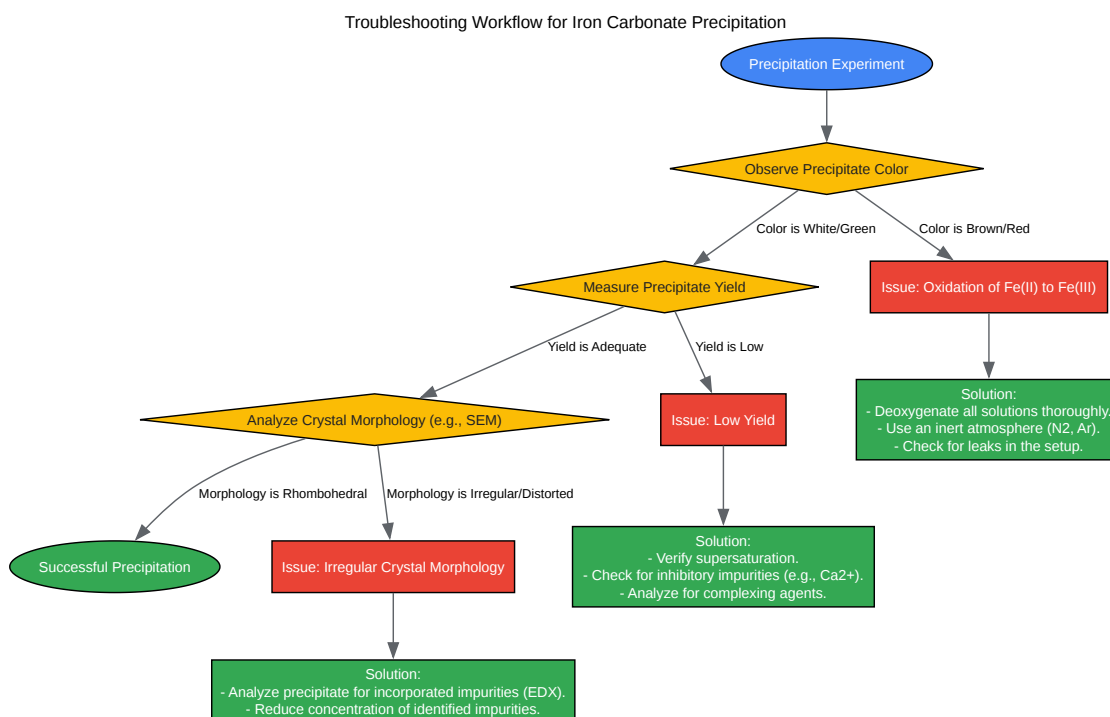 Troubleshooting Workflow for Iron Carbonate Precipitation
Precipitation Experiment
Observe Precipitate Color
Color is White/Green
Color is Brown/Red
Measure Precipitate Yield
Issue: Oxidation of Fe(II) to Fe(III)
Yield is Adequate
Yield is Low
Solution:
- Deoxygenate all solutions thoroughly.
- Use an inert atmosphere (N2, Ar).
- Check for leaks in the setup.
Analyze Crystal Morphology (e.g., SEM)
Issue: Low Yield
Morphology is Rhombohedral
Morphology is Irregular/Distorted
Successful Precipitation
Issue: Irregular Crystal Morphology
Solution:
- Verify supersaturation.
- Check for inhibitory impurities (e.g., Ca2+).
- Analyze for complexing agents.
Solution:
- Analyze precipitate for incorporated impurities (EDX).
- Reduce concentration of identified impurities.